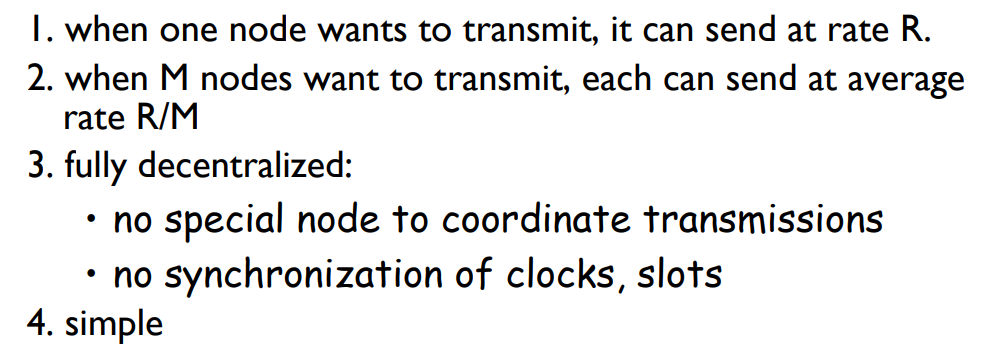 1. when one node wants to transmit, it can send at rate R.
2. when M nodes want to transmit, each can send at average
rate R/M
3. fully decentralized:
• no special node to coordinate transmissions
• no synchronization of clocks, slots
4. simple